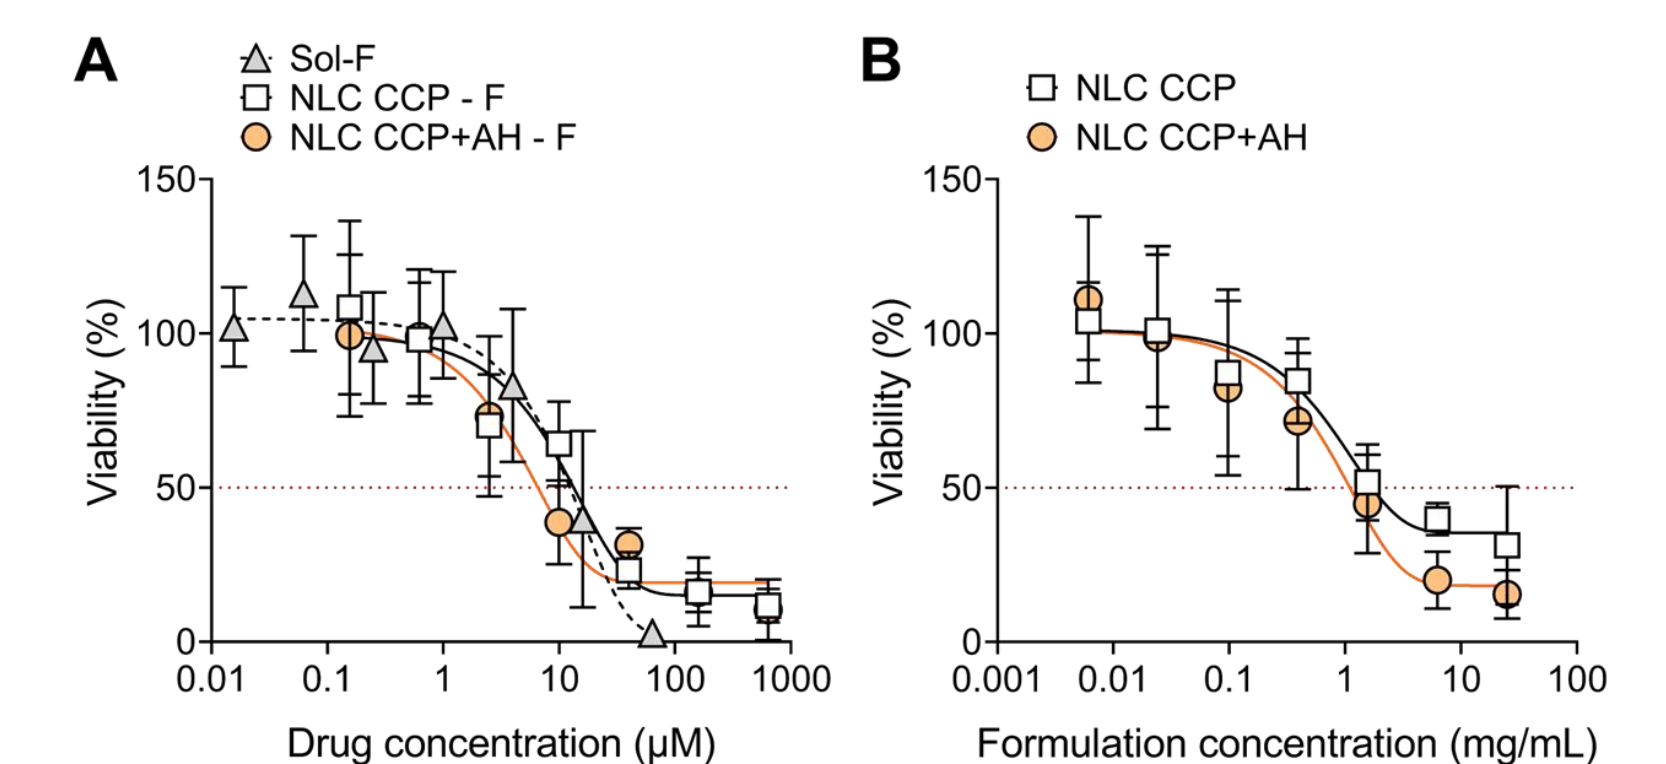 A
Sol-F
NLC CCP - F
NLC CCP+AH - F
150
100
50
0
Viability (%)
0.01 0.1 1 10 100 1000
Drug concentration (µM)
B
NLC CCP
NLC CCP+AH
150
100
50
0
Viability (%)
0.001 0.01 0.1 1 10 100
Formulation concentration (mg/mL)